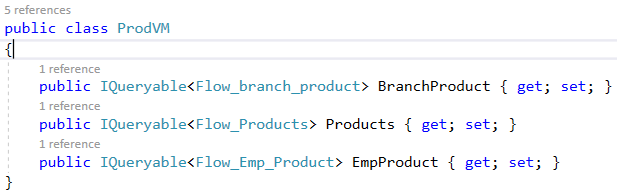 5 references
public class ProdVM
{
1 reference
public IQueryable<Flow_branch_product> BranchProduct { get; set; }
1 reference
public IQueryable<Flow_Products> Products { get; set; }
1 reference
public IQueryable<Flow_Emp_Product> EmpProduct { get; set; }
}